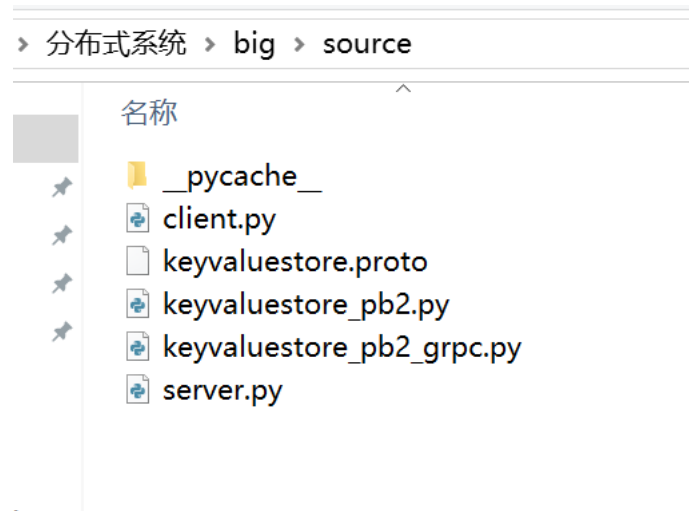 › 分布式系统 › big › source
名称
__pycache__
client.py
keyvaluestore.proto
keyvaluestore_pb2.py
keyvaluestore_pb2_grpc.py
server.py